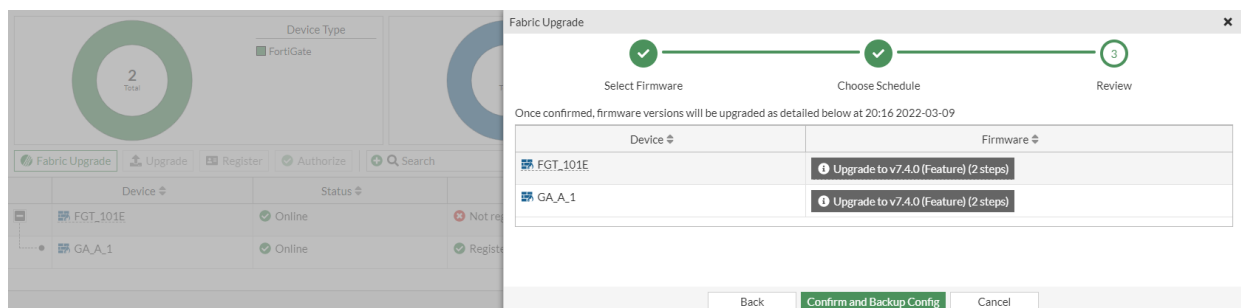 Device Type
FortiGate
2
Total
Fabric Upgrade
Upgrade
Register
Authorize
Search
Device
Status
FGT_101E
Online
Not reg
GA_A_1
Online
Registe
Fabric Upgrade
3
Select Firmware
Choose Schedule
Review
Once confirmed, firmware versions will be upgraded as detailed below at 20:16 2022-03-09
Device
Firmware
FGT_101E
Upgrade to v7.4.0 (Feature) (2 steps)
GA_A_1
Upgrade to v7.4.0 (Feature) (2 steps)
Back
Confirm and Backup Config
Cancel